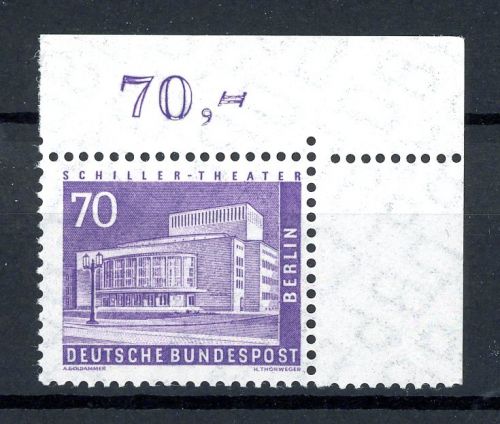 70,-
SCHILLER-THEATER
70
BERLIN
DEUTSCHE BUNDESPOST
A.GOLDAMMER H.THORWEGER